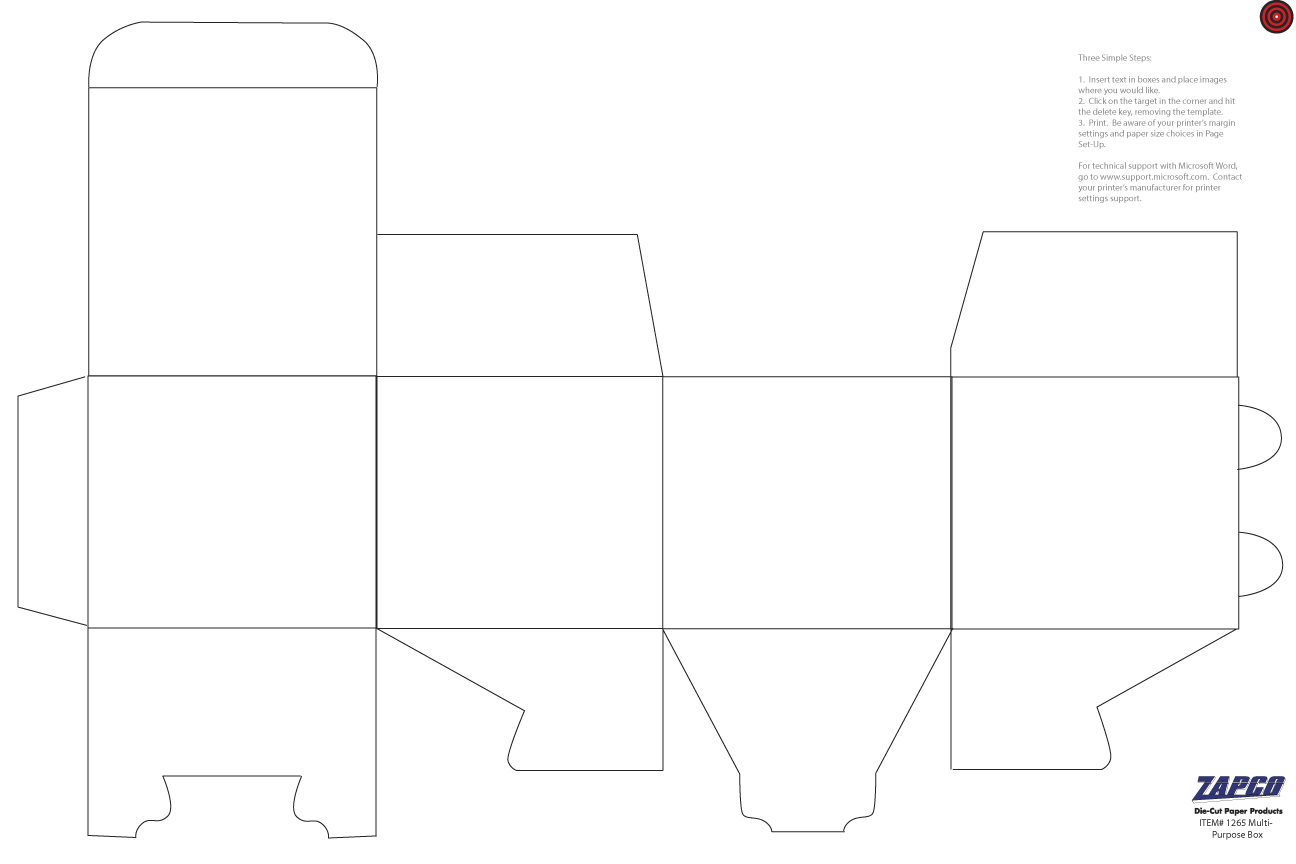 Three Simple Steps:
1. Insert text in boxes and place images
where you would like.
2. Click on the target in the corner and hit
the delete key, removing the template.
3. Print. Be aware of your printer's margin
settings and paper size choices in Page
Set-Up.
For technical support with Microsoft Word,
go to www.support.microsoft.com. Contact
your printer's manufacturer for printer
settings support.
ZAPCO
Die-Cut Paper Products
ITEM# 1265 Multi-
Purpose Box